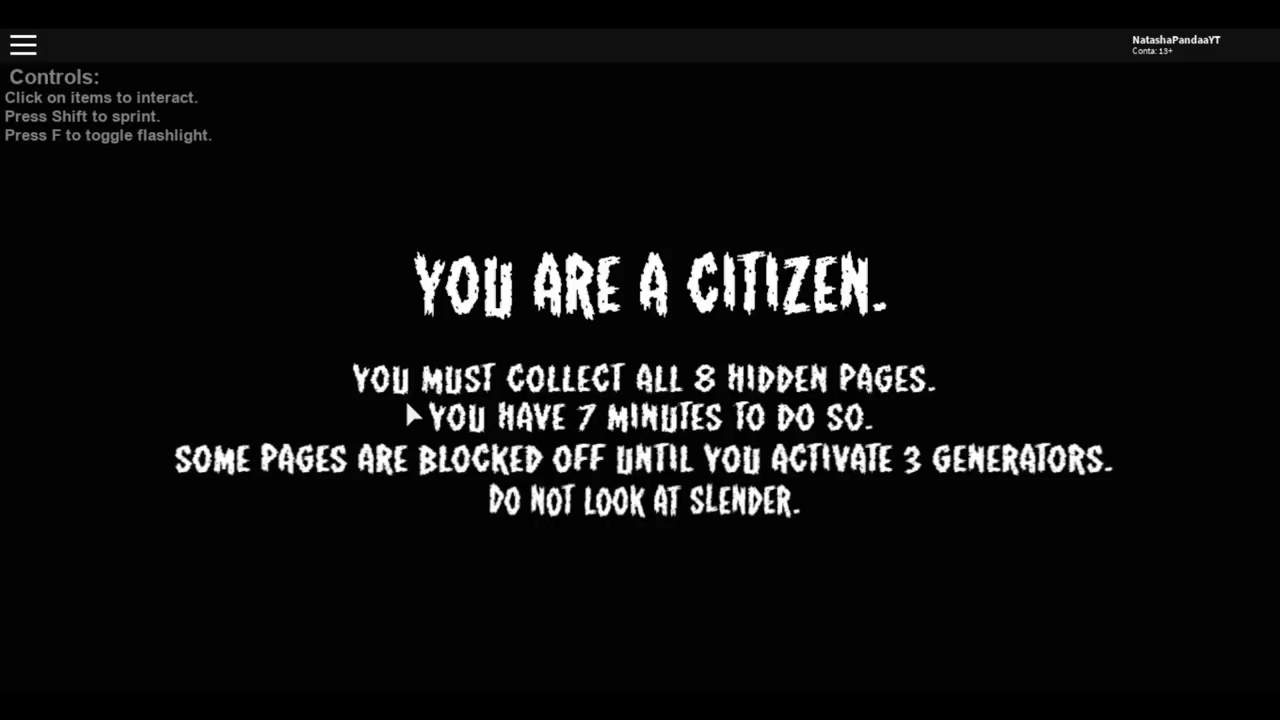 NatashaPandaaYT
Conta: 13+
Controls:
Click on items to interact.
Press Shift to sprint.
Press F to toggle flashlight.
YOU ARE A CITIZEN.
YOU MUST COLLECT ALL 8 HIDDEN PAGES.
YOU HAVE 7 MINUTES TO DO SO.
SOME PAGES ARE BLOCKED OFF UNTIL YOU ACTIVATE 3 GENERATORS.
DO NOT LOOK AT SLENDER.